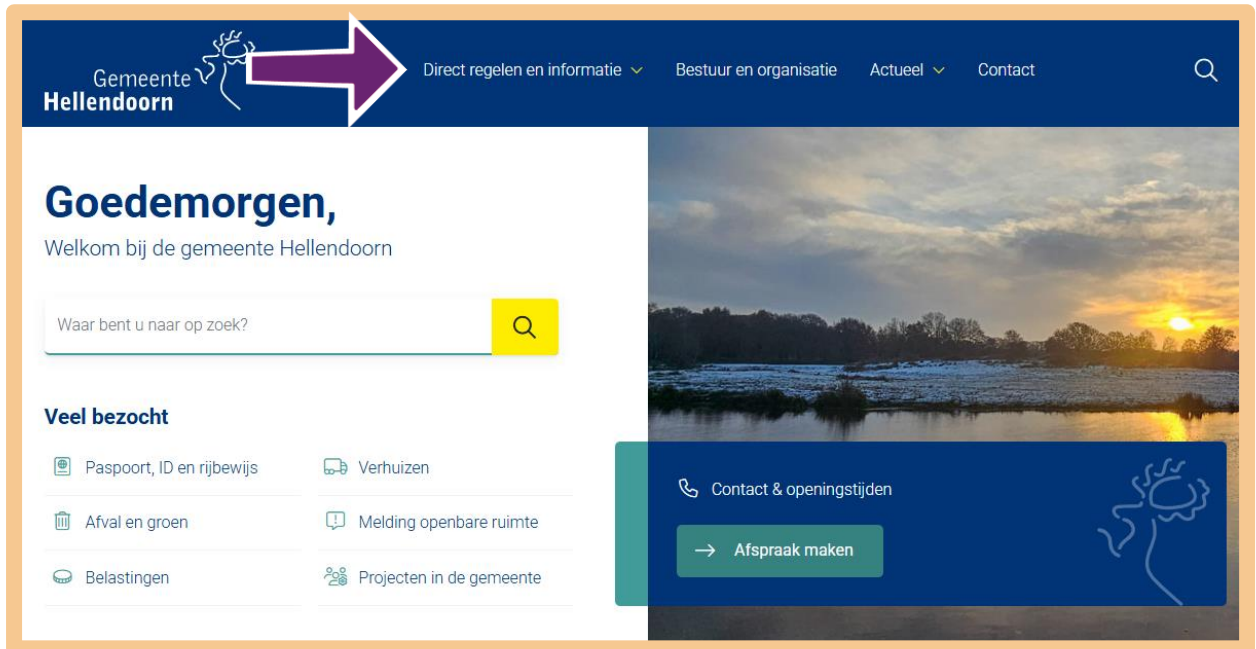 Gemeente
Hellendoorn
Direct regelen en informatie
Bestuur en organisatie
Actueel
Contact
Goedemorgen,
Welkom bij de gemeente Hellendoorn
Waar bent u naar op zoek?
Veel bezocht
Paspoort, ID en rijbewijs
Verhuizen
Afval en groen
Melding openbare ruimte
Belastingen
Projecten in de gemeente
Contact & openingstijden
Afspraak maken